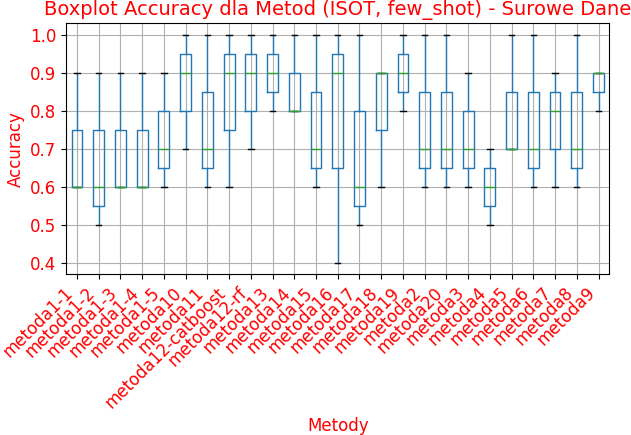 Boxplot Accuracy dla Metod (ISOT, few_shot) - Surowe Dane
1.0
0.9
0.8
0.7
0.6
0.5
0.4
Accuracy
metoda1-1
metoda1-2
metoda1-3
metoda1-4
metoda1-5
metoda10
metoda11
metoda12-catboost
metoda12-rf
metoda13
metoda14
metoda15
metoda16
metoda17
metoda18
metoda19
metoda2
metoda20
metoda3
metoda4
metoda5
metoda6
metoda7
metoda8
metoda9
Metody